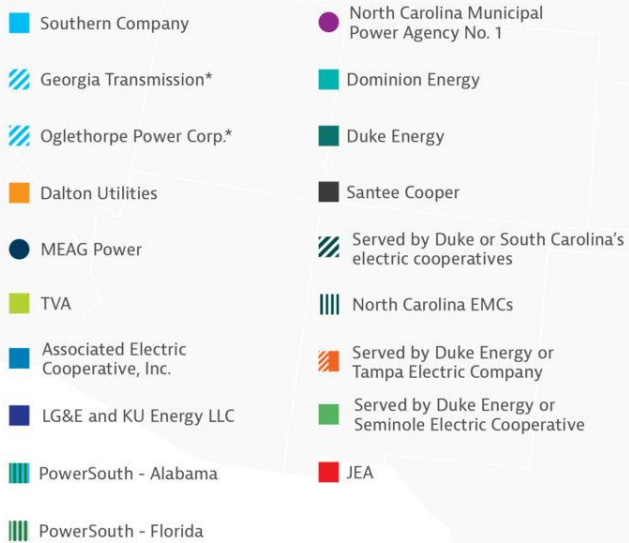 Southern Company
Georgia Transmission*
Oglethorpe Power Corp.*
Dalton Utilities
MEAG Power
TVA
Associated Electric
Cooperative, Inc.
LG&E and KU Energy LLC
PowerSouth - Alabama
PowerSouth - Florida
North Carolina Municipal
Power Agency No. 1
Dominion Energy
Duke Energy
Santee Cooper
Served by Duke or South Carolina's
electric cooperatives
North Carolina EMCs
Served by Duke Energy or
Tampa Electric Company
Served by Duke Energy or
Seminole Electric Cooperative
JEA